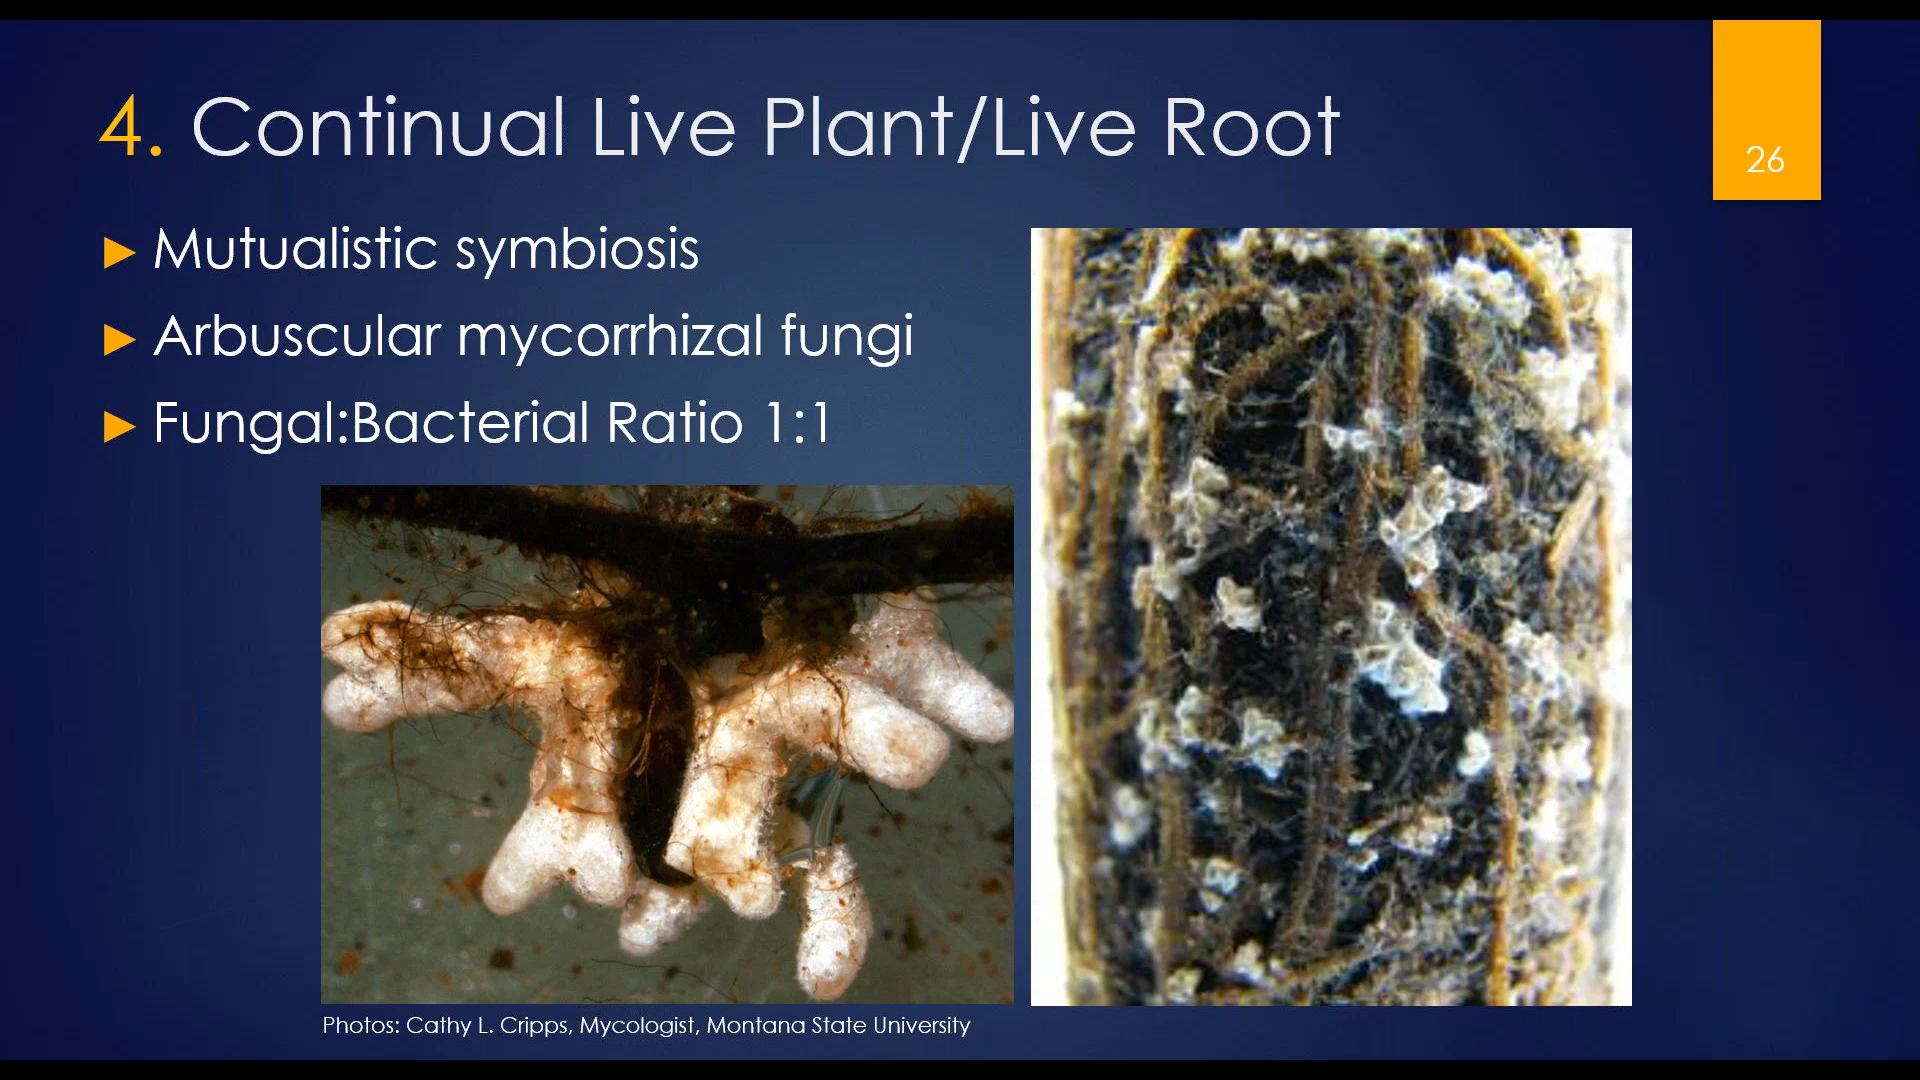 4. Continual Live Plant/Live Root
26
► Mutualistic symbiosis
► Arbuscular mycorrhizal fungi
► Fungal:Bacterial Ratio 1:1
Photos: Cathy L. Cripps, Mycologist, Montana State University